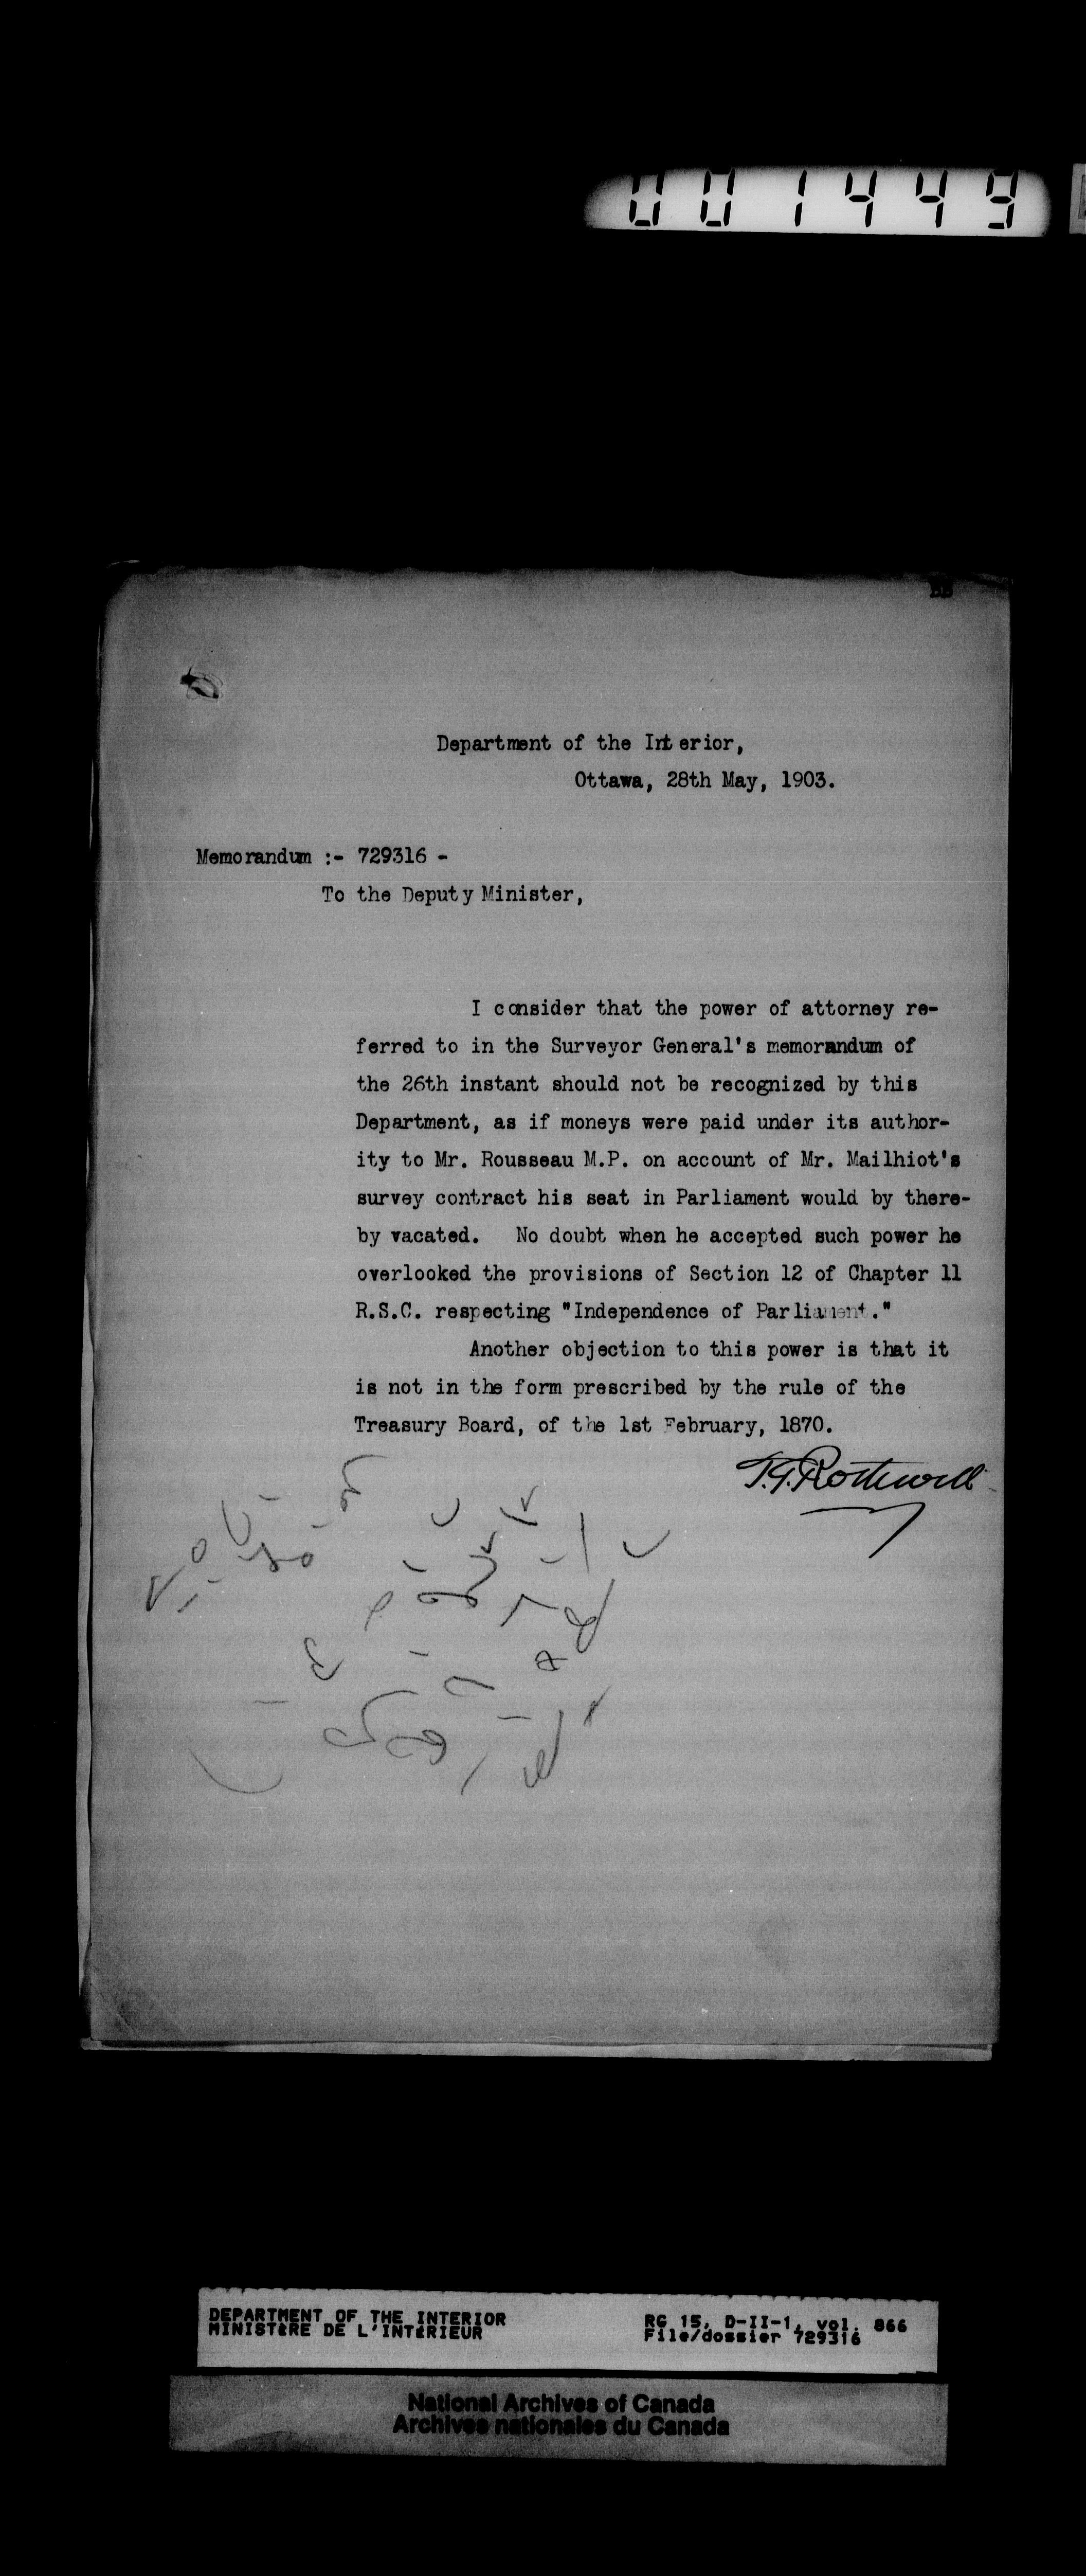 001449
Department of the Interior,
Ottawa, 28th May, 1903.
Memorandum :- 729316 -
To the Deputy Minister,
I consider that the power of attorney re-
ferred to in the Surveyor General's memorandum of
the 26th instant should not be recognized by this
Department, as if moneys were paid under its author-
ity to Mr. Rousseau M.P. on account of Mr. Mailhiot's
survey contract his seat in Parliament would by there-
by vacated. No doubt when he accepted such power he
overlooked the provisions of Section 12 of Chapter 11
R.S.C. respecting "Independence of Parliament."
Another objection to this power is that it
is not in the form prescribed by the rule of the
Treasury Board, of the 1st February, 1870.
T.G. Rothwell
DEPARTMENT OF THE INTERIOR
MINISTÈRE DE L'INTÉRIEUR
RG 15, D-II-1, vol. 866
File/dossier 729316
National Archives of Canada
Archives nationales du Canada